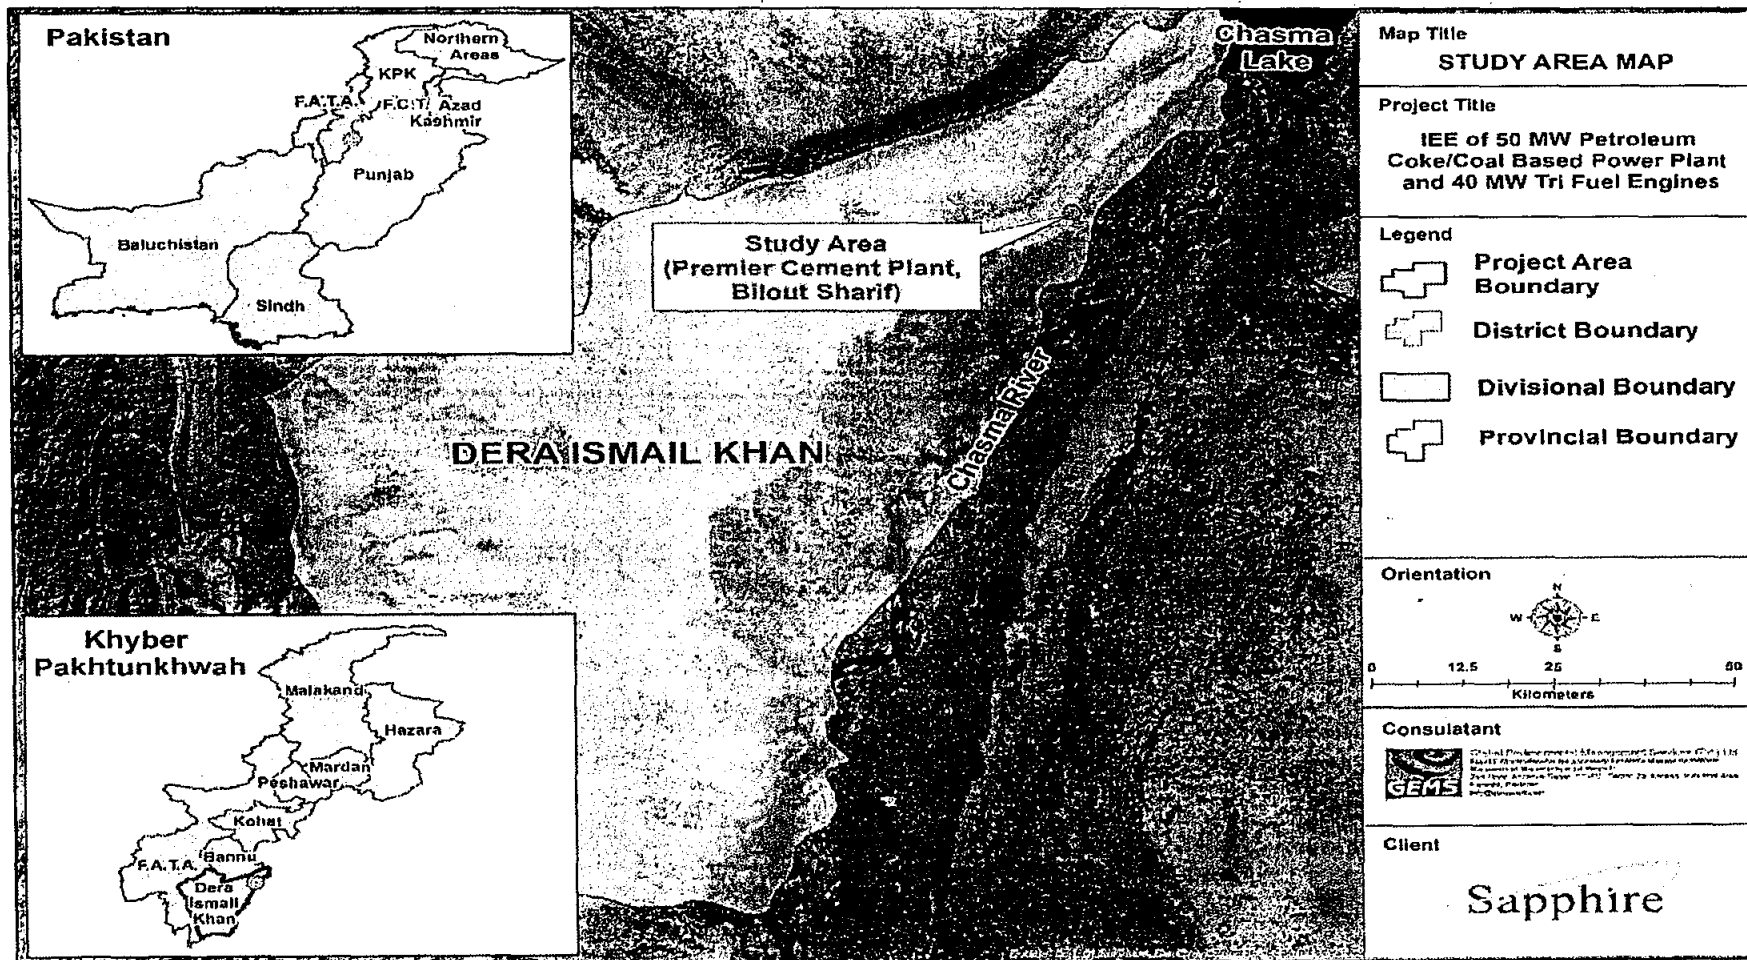 Pakistan
Northern
Areas
KPK
F.A.T.A.
F.C.T.
Azad
Kashmir
Punjab
Baluchistan
Sindh
Chasma
Lake
Study Area
(Premier Cement Plant,
Bilout Sharif)
DERA ISMAIL KHAN
Chasma River
Khyber
Pakhtunkhwah
Malakand
Hazara
Mardan
Peshawar
Kohat
Bannu
F.A.T.A.
Dera
Ismail
Khan
Map Title
STUDY AREA MAP
Project Title
IEE of 50 MW Petroleum
Coke/Coal Based Power Plant
and 40 MW Tri Fuel Engines
Legend
Project Area
Boundary
District Boundary
Divisional Boundary
Provincial Boundary
Orientation
N
W E
S
0 12.5 25 50
Kilometers
Consulatant
GEMS
Client
Sapphire